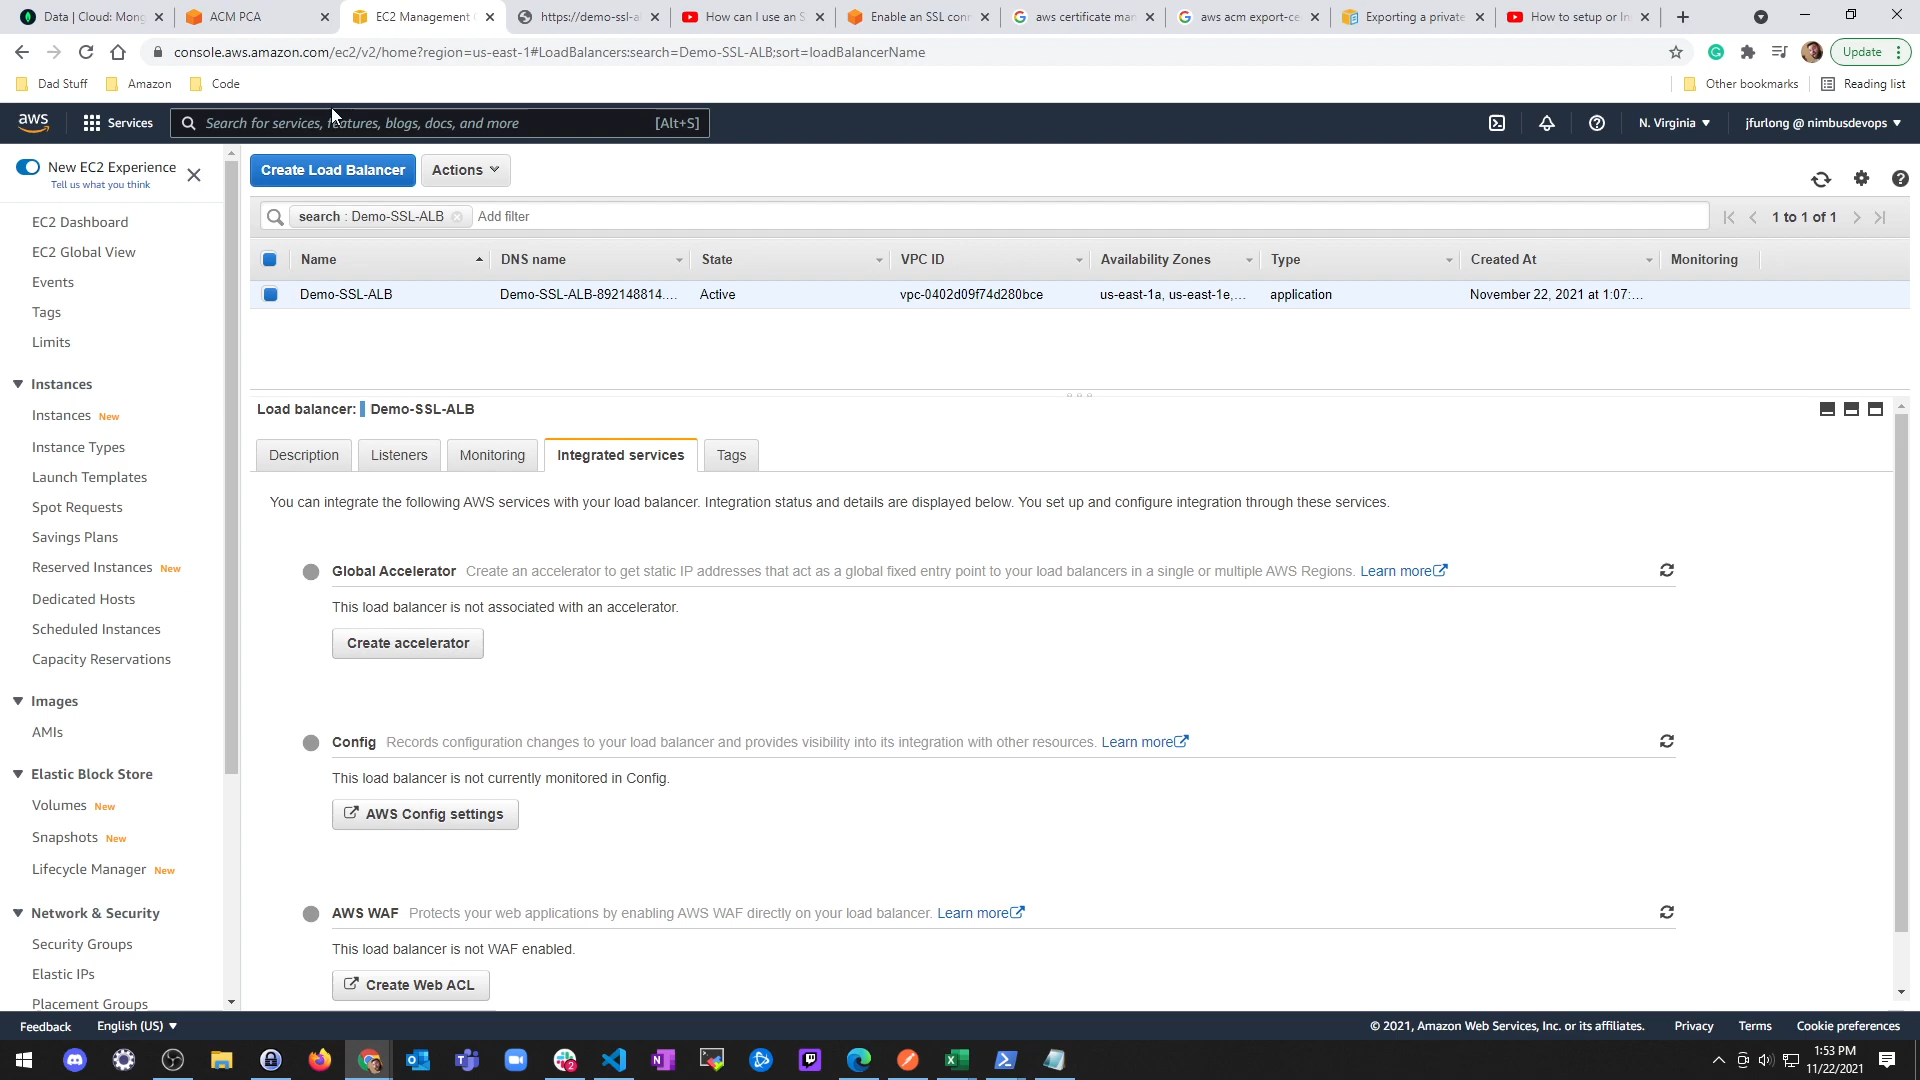 Data | Cloud: Mong
ACM PCA
EC2 Management
https://demo-ssl-al
How can I use an S
Enable an SSL conn
aws certificate man
aws acm export-ce
Exporting a private
How to setup or In
console.aws.amazon.com/ec2/v2/home?region=us-east-1#LoadBalancers:search=Demo-SSL-ALB;sort=loadBalancerName
Update
Dad Stuff
Amazon
Code
Other bookmarks
Reading list
aws
Services
Search for services, features, blogs, docs, and more
[Alt+S]
N. Virginia
jfurlong @ nimbusdevops
New EC2 Experience
Tell us what you think
EC2 Dashboard
EC2 Global View
Events
Tags
Limits
Instances
Instances New
Instance Types
Launch Templates
Spot Requests
Savings Plans
Reserved Instances New
Dedicated Hosts
Scheduled Instances
Capacity Reservations
Images
AMIs
Elastic Block Store
Volumes New
Snapshots New
Lifecycle Manager New
Network & Security
Security Groups
Elastic IPs
Placement Groups
Create Load Balancer
Actions
search : Demo-SSL-ALB
Add filter
1 to 1 of 1
Name
DNS name
State
VPC ID
Availability Zones
Type
Created At
Monitoring
Demo-SSL-ALB
Demo-SSL-ALB-892148814....
Active
vpc-0402d09f74d280bce
us-east-1a, us-east-1e,...
application
November 22, 2021 at 1:07:...
Load balancer: Demo-SSL-ALB
Description
Listeners
Monitoring
Integrated services
Tags
You can integrate the following AWS services with your load balancer. Integration status and details are displayed below. You set up and configure integration through these services.
Global Accelerator Create an accelerator to get static IP addresses that act as a global fixed entry point to your load balancers in a single or multiple AWS Regions. Learn more
This load balancer is not associated with an accelerator.
Create accelerator
Config Records configuration changes to your load balancer and provides visibility into its integration with other resources. Learn more
This load balancer is not currently monitored in Config.
AWS Config settings
AWS WAF Protects your web applications by enabling AWS WAF directly on your load balancer. Learn more
This load balancer is not WAF enabled.
Create Web ACL
Feedback
English (US)
© 2021, Amazon Web Services, Inc. or its affiliates.
Privacy
Terms
Cookie preferences
1:53 PM
11/22/2021